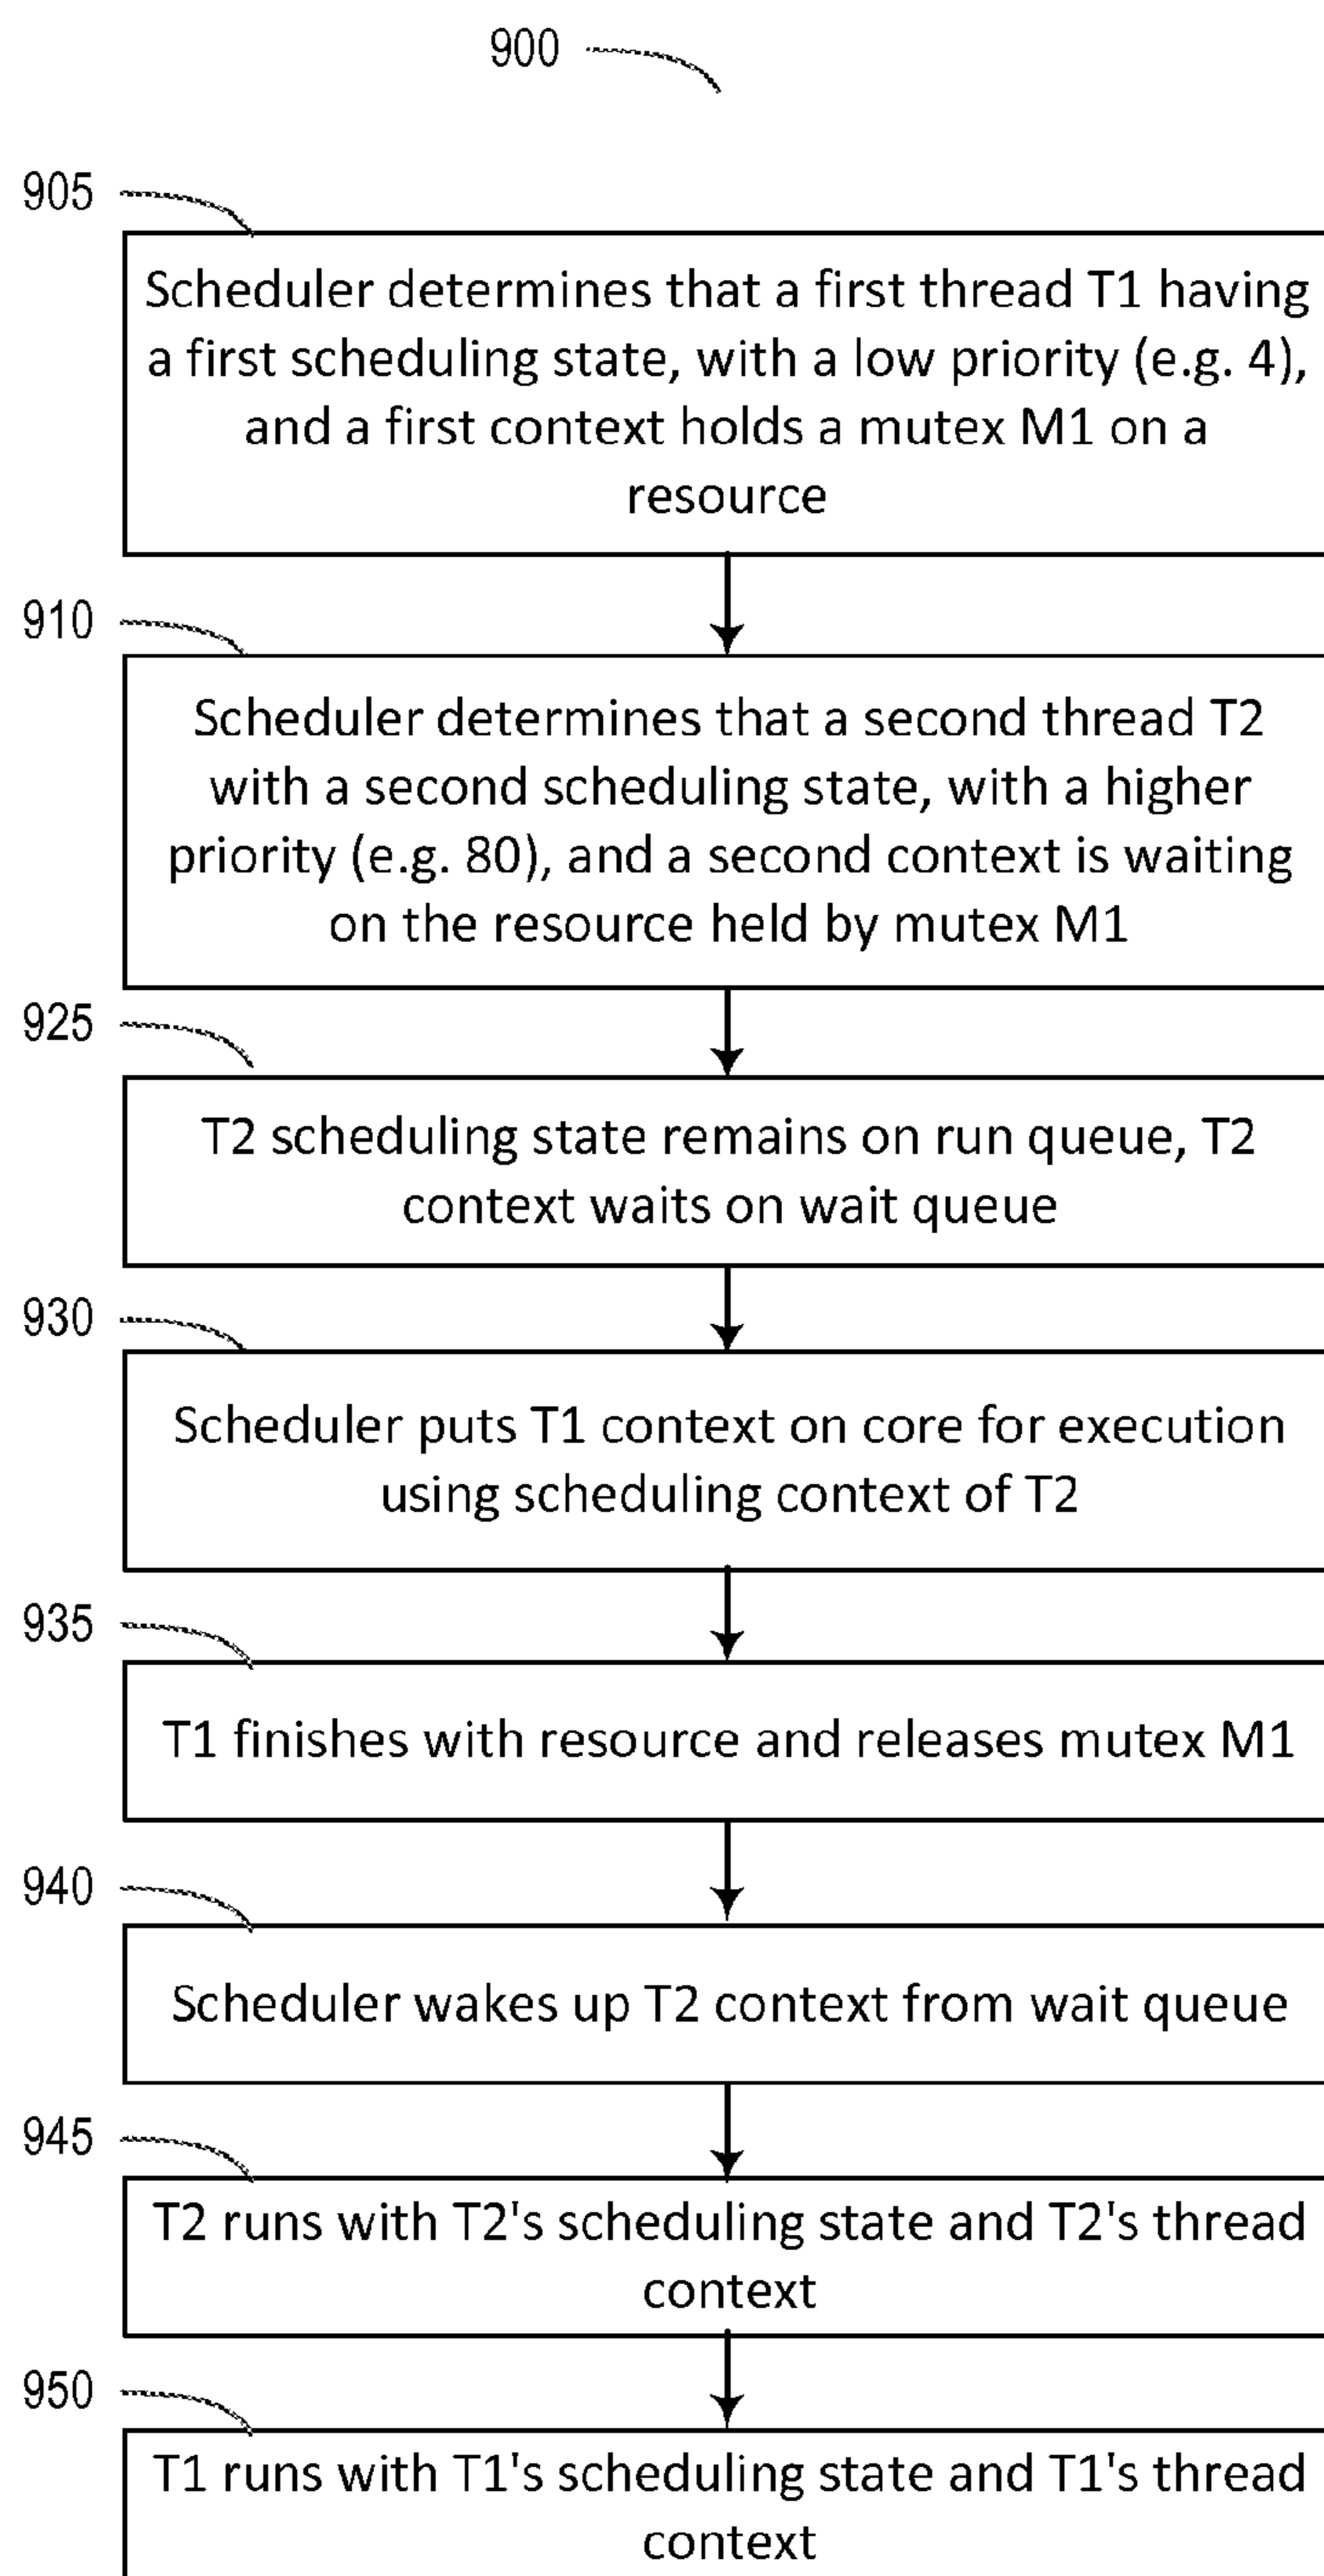 900
905
Scheduler determines that a first thread T1 having
a first scheduling state, with a low priority (e.g. 4),
and a first context holds a mutex M1 on a
resource
910
Scheduler determines that a second thread T2
with a second scheduling state, with a higher
priority (e.g. 80), and a second context is waiting
on the resource held by mutex M1
925
T2 scheduling state remains on run queue, T2
context waits on wait queue
930
Scheduler puts T1 context on core for execution
using scheduling context of T2
935
T1 finishes with resource and releases mutex M1
940
Scheduler wakes up T2 context from wait queue
945
T2 runs with T2's scheduling state and T2's thread
context
950
T1 runs with T1's scheduling state and T1's thread
context